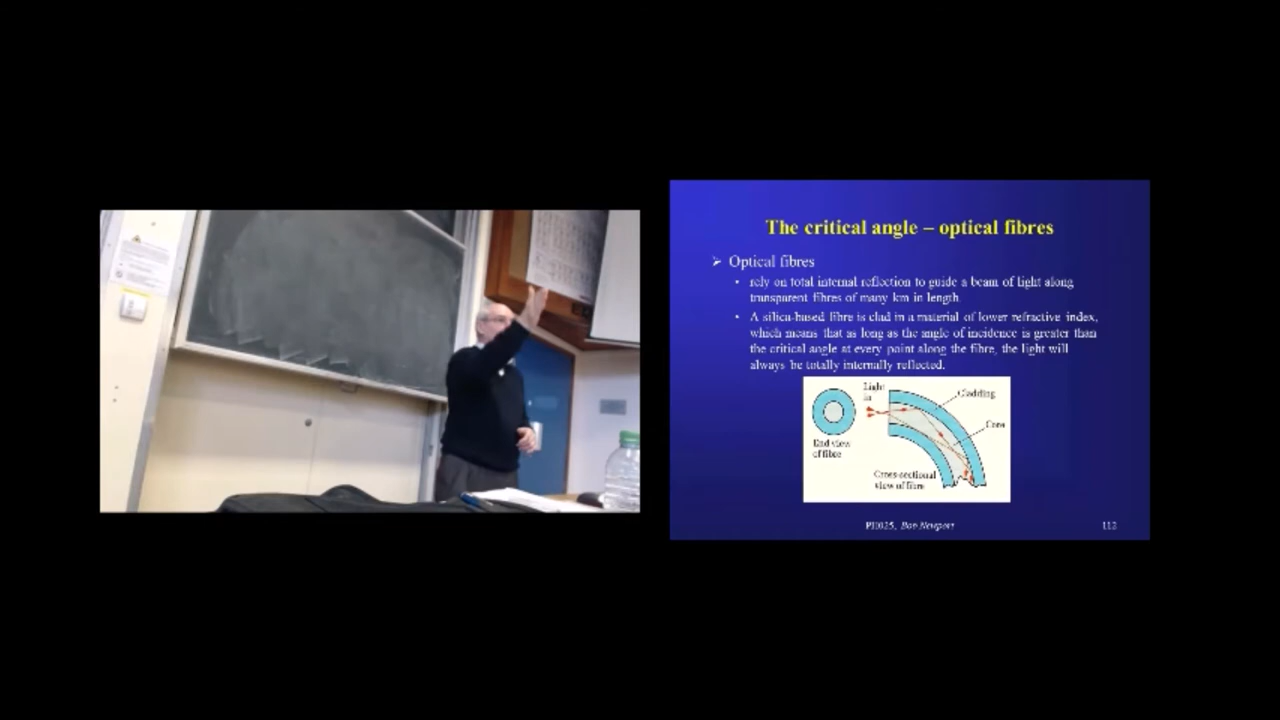 The critical angle – optical fibres
➢ Optical fibres
• rely on total internal reflection to guide a beam of light along
transparent fibres of many km in length.
• A silica-based fibre is clad in a material of lower refractive index,
which means that as long as the angle of incidence is greater than
the critical angle at every point along the fibre, the light will
always be totally internally reflected.
Light
in
Cladding
Core
End view
of fibre
Cross-sectional
view of fibre
PH025, Bob Newport
112